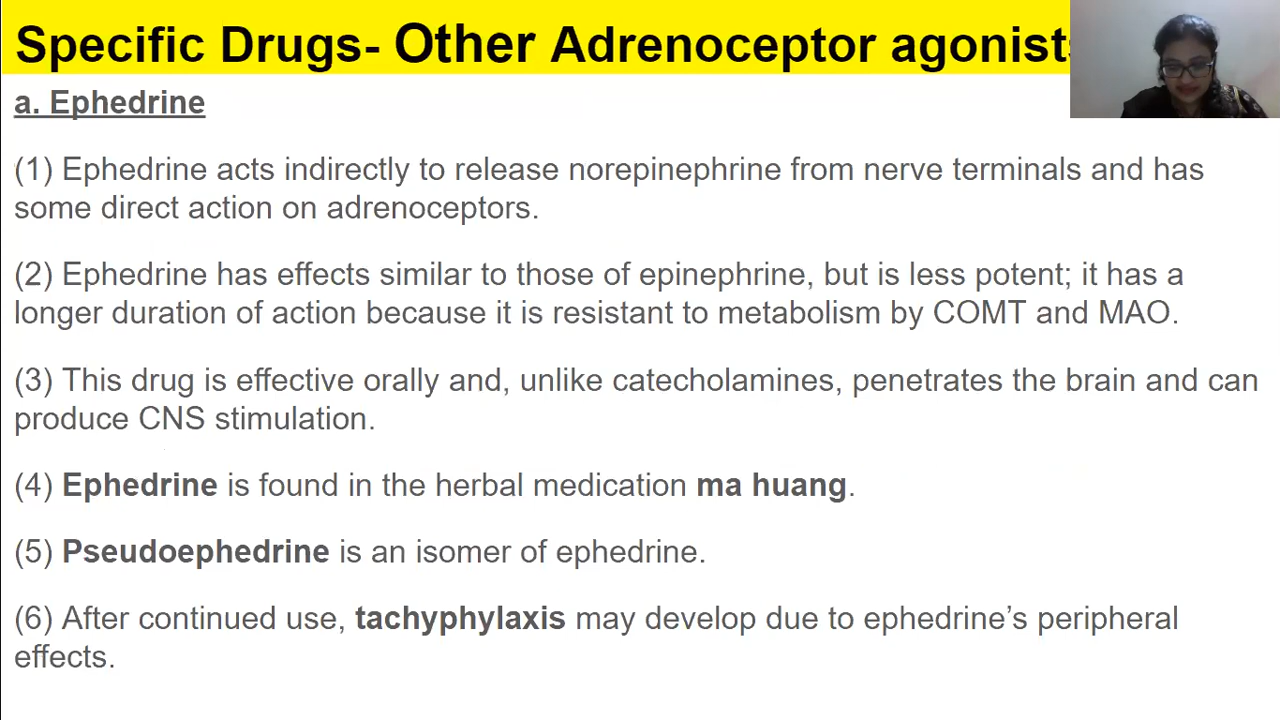 Specific Drugs- Other Adrenoceptor agonists
a. Ephedrine
(1) Ephedrine acts indirectly to release norepinephrine from nerve terminals and has
some direct action on adrenoceptors.
(2) Ephedrine has effects similar to those of epinephrine, but is less potent; it has a
longer duration of action because it is resistant to metabolism by COMT and MAO.
(3) This drug is effective orally and, unlike catecholamines, penetrates the brain and can
produce CNS stimulation.
(4) Ephedrine is found in the herbal medication ma huang.
(5) Pseudoephedrine is an isomer of ephedrine.
(6) After continued use, tachyphylaxis may develop due to ephedrine’s peripheral
effects.